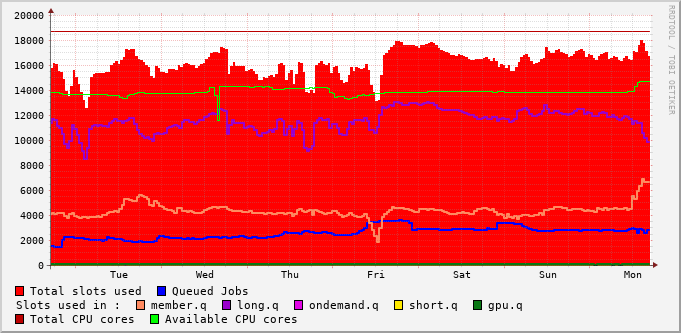 20000
18000
16000
14000
12000
10000
8000
6000
4000
2000
0
Tue Wed Thu Fri Sat Sun Mon
RRDTOOL / TOBI OETIKER
Total slots used Queued Jobs
Slots used in : member.q long.q ondemand.q short.q gpu.q
Total CPU cores Available CPU cores